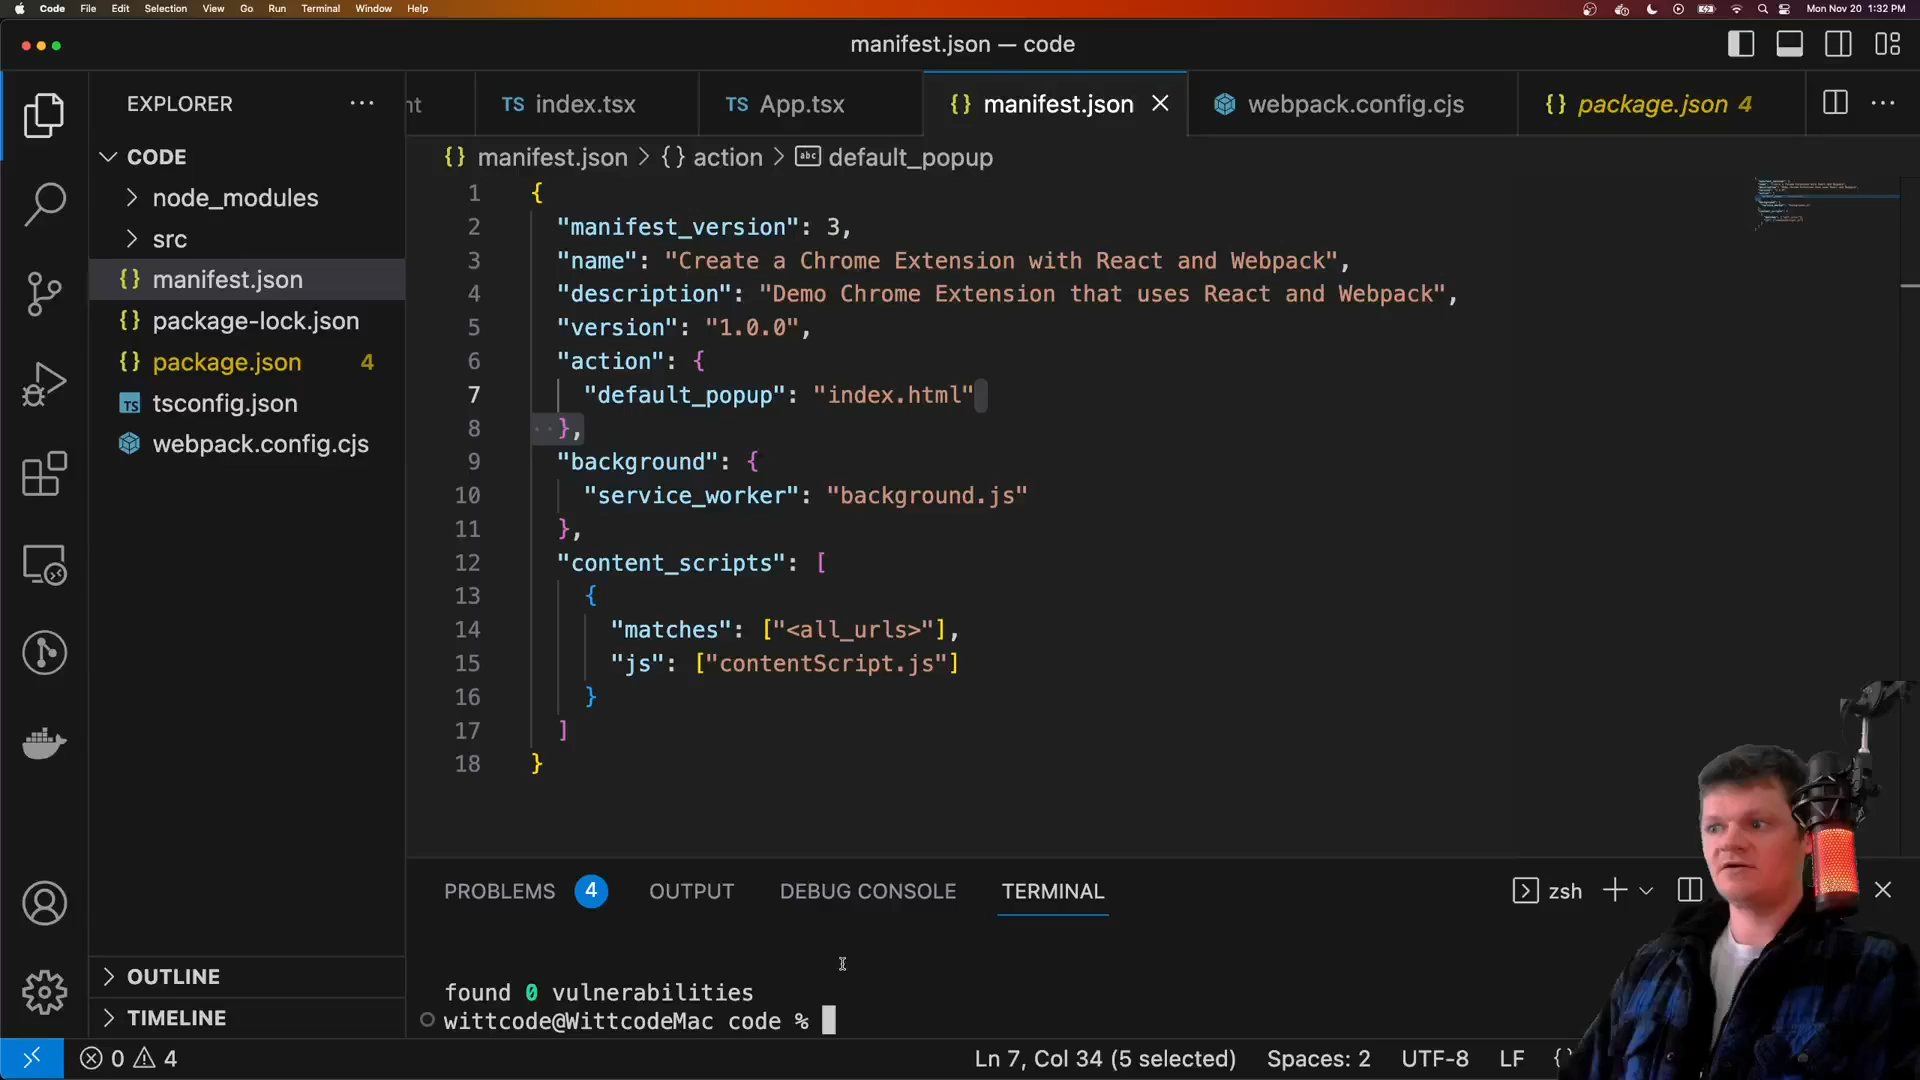 Code File Edit Selection View Go Run Terminal Window Help
Mon Nov 20 1:32 PM
manifest.json — code
EXPLORER
nt
TS index.tsx
TS App.tsx
{} manifest.json
webpack.config.cjs
{} package.json 4
CODE
node_modules
src
{} manifest.json
{} package-lock.json
{} package.json 4
TS tsconfig.json
webpack.config.cjs
OUTLINE
TIMELINE
{} manifest.json > {} action > abc default_popup
1 {
2 "manifest_version": 3,
3 "name": "Create a Chrome Extension with React and Webpack",
4 "description": "Demo Chrome Extension that uses React and Webpack",
5 "version": "1.0.0",
6 "action": {
7 "default_popup": "index.html"
8 },
9 "background": {
10 "service_worker": "background.js"
11 },
12 "content_scripts": [
13 {
14 "matches": ["<all_urls>"],
15 "js": ["contentScript.js"]
16 }
17 ]
18 }
PROBLEMS 4 OUTPUT DEBUG CONSOLE TERMINAL
zsh
found 0 vulnerabilities
wittcode@WittcodeMac code %
0 4
Ln 7, Col 34 (5 selected) Spaces: 2 UTF-8 LF {